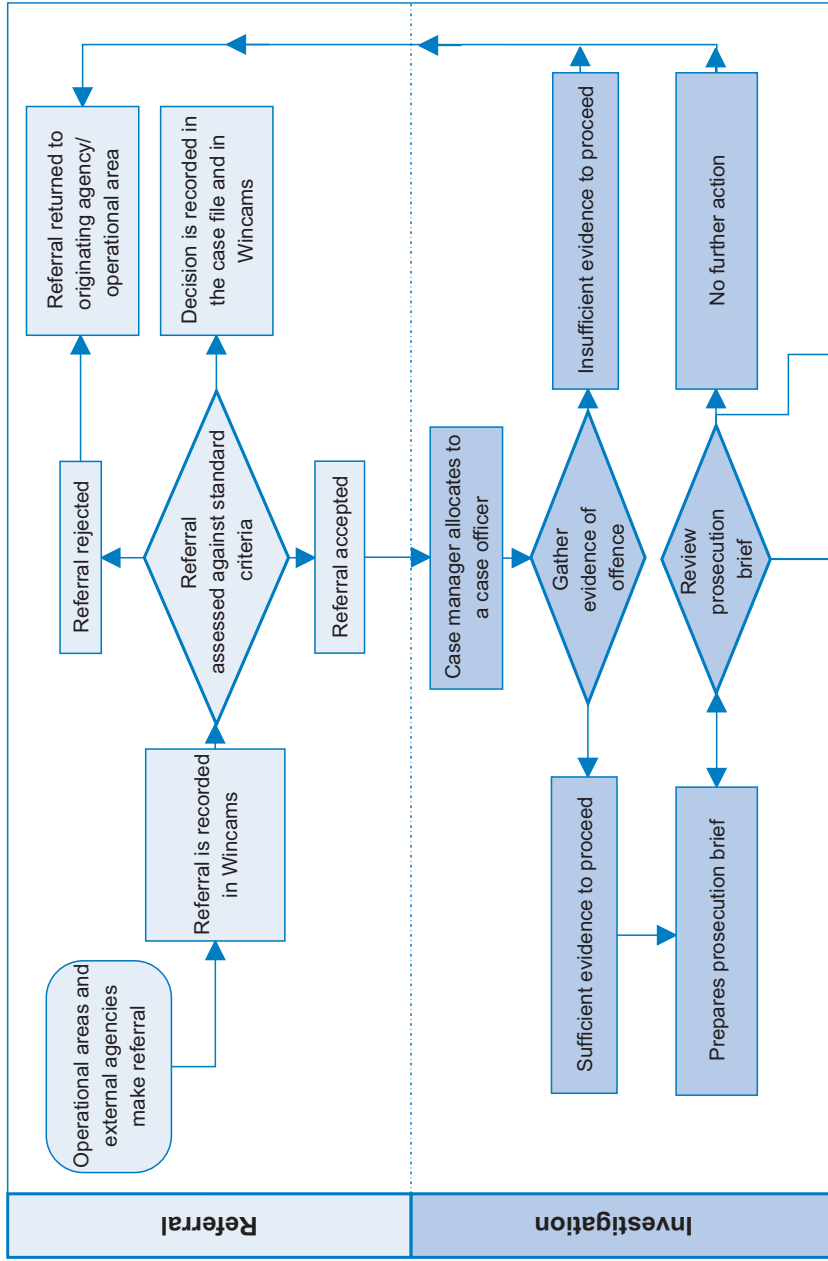 Referral
Operational areas and
external agencies
make referral
Referral is recorded
in Wincams
Referral rejected
Referral
assessed against standard
criteria
Referral accepted
Referral returned to
originating agency/
operational area
Decision is recorded in
the case file and in
Wincams
Investigation
Case manager allocates to
a case officer
Gather
evidence of
offence
Sufficient evidence to proceed
Insufficient evidence to proceed
Prepares prosecution brief
Review
prosecution
brief
No further action